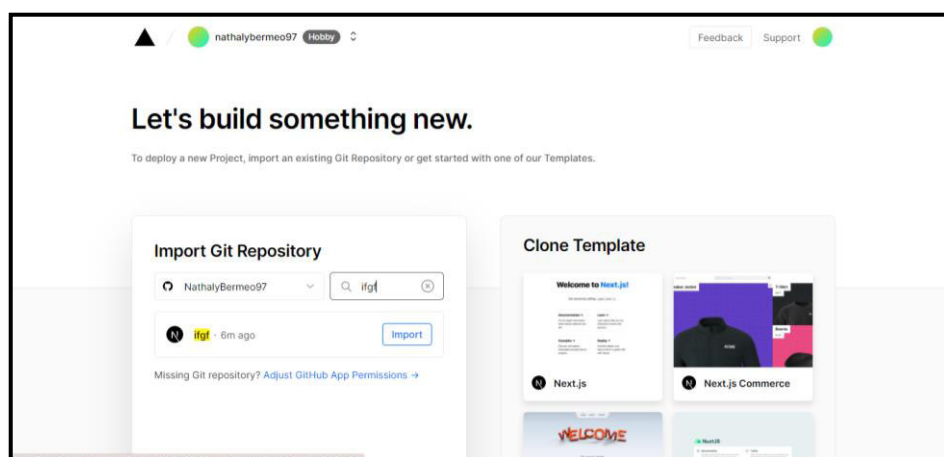 nathalybermeo97 Hobby
Feedback Support
Let's build something new.
To deploy a new Project, import an existing Git Repository or get started with one of our Templates.
Import Git Repository
NathalyBermeo97
ifgf
ifgf · 6m ago
Import
Missing Git repository? Adjust GitHub App Permissions →
Clone Template
Welcome to Next.js!
Next.js
Next.js Commerce
WELCOME
NuxtJS